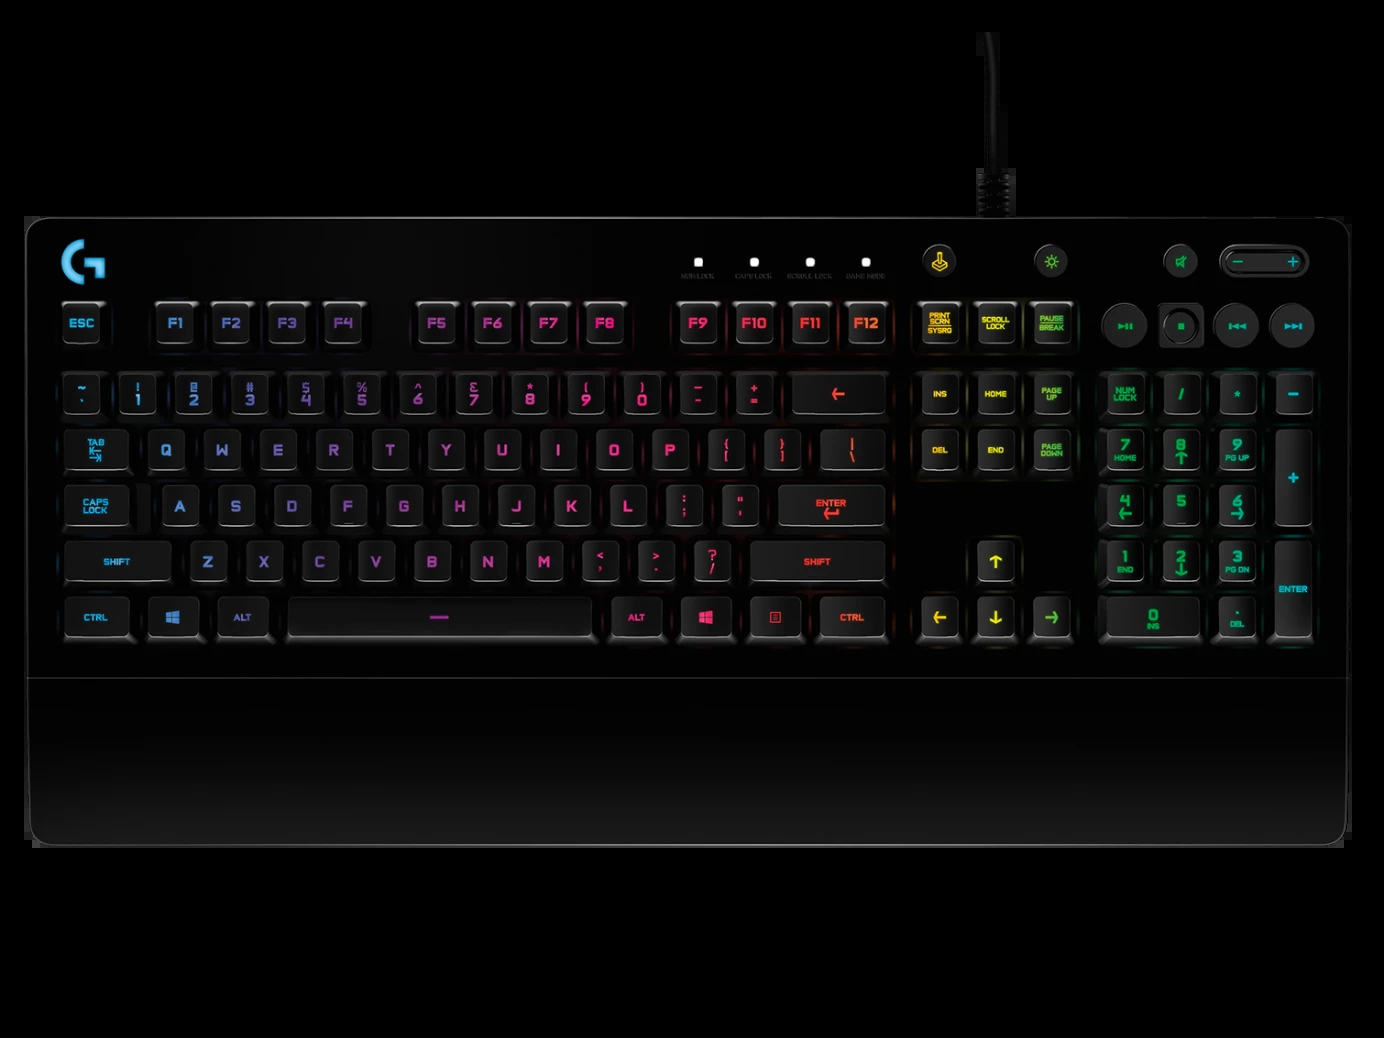 NUM LOCK CAPS LOCK SCROLL LOCK GAME MODE
ESC F1 F2 F3 F4 F5 F6 F7 F8 F9 F10 F11 F12 PRINT SCRN SYSRQ SCROLL LOCK PAUSE BREAK
~ ! @ # $ % ^ & * ( ) — +
` 1 2 3 4 5 6 7 8 9 0 - = ← INS HOME PAGE UP NUM LOCK / * −
TAB Q W E R T Y U I O P { [ } ] | \ DEL END PAGE DOWN 7 HOME 8 ↑ 9 PG UP +
CAPS LOCK A S D F G H J K L : ; " ' ENTER 4 ← 5 6 →
SHIFT Z X C V B N M < , > . ? / SHIFT ↑ 1 END 2 ↓ 3 PG DN ENTER
CTRL ALT ALT CTRL ← ↓ → 0 INS . DEL